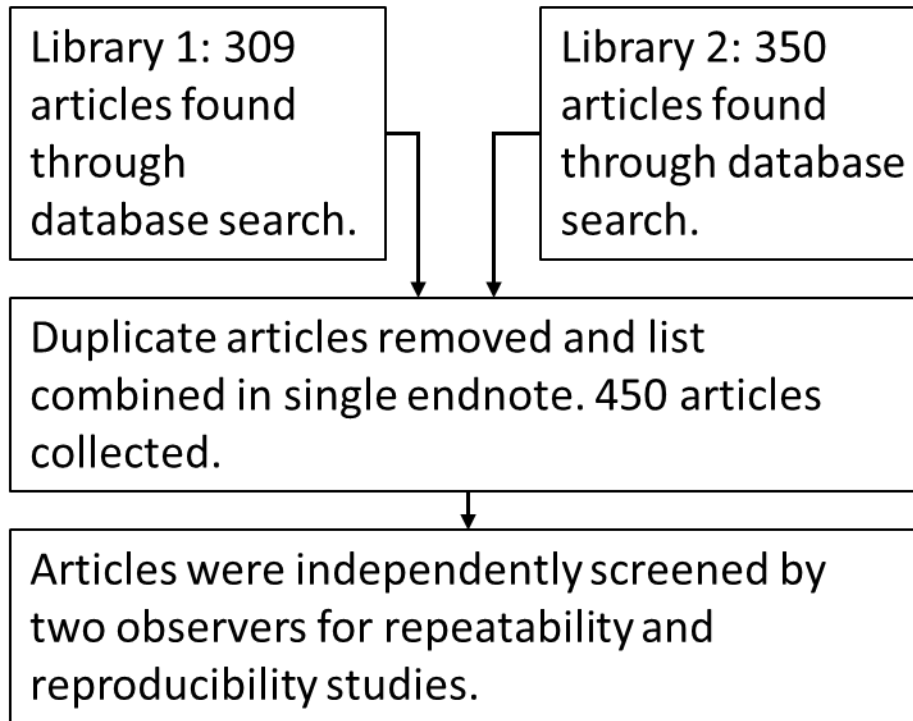 Library 1: 309
articles found
through
database search.
Library 2: 350
articles found
through database
search.
Duplicate articles removed and list
combined in single endnote. 450 articles
collected.
Articles were independently screened by
two observers for repeatability and
reproducibility studies.